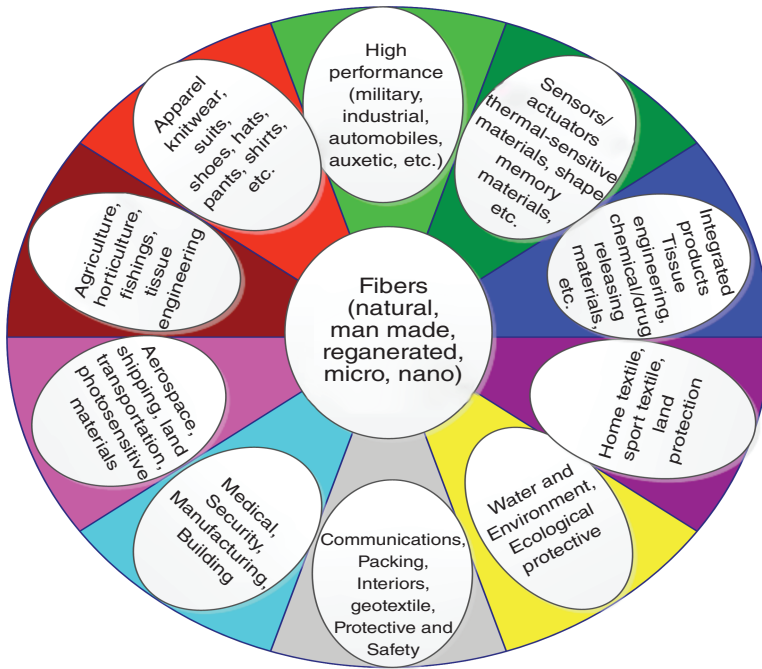 High
performance
(military,
industrial,
automobiles,
auxetic, etc.)
Sensors/
actuators
thermal-sensitive
materials, shape
memory
materials,
etc.
Integrated
products
Tissue
engineering,
chemical/drug
releasing
materials,
etc.
Home textile,
sport textile,
land
protection
Water and
Environment,
Ecological
protective
Communications,
Packing,
Interiors,
geotextile,
Protective and
Safety
Medical,
Security,
Manufacturing,
Building
Aerospace,
shipping, land
transportation,
photosensitive
materials
Agriculture,
horticulture,
fishings,
tissue
engineering
Apparel
knitwear,
suits,
shoes, hats,
pants, shirts,
etc.
Fibers
(natural,
man made,
reganerated,
micro, nano)